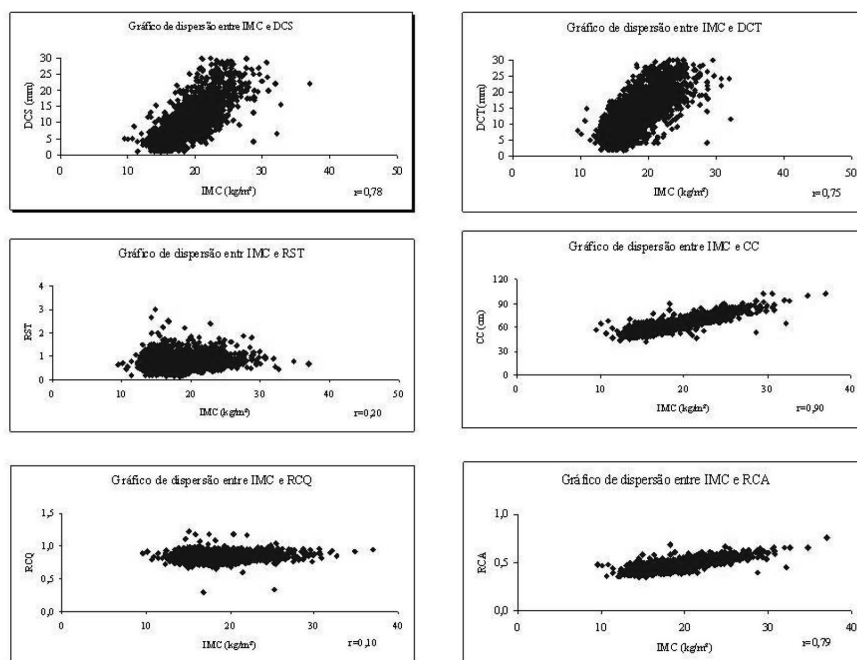 Gráfico de dispersão entre IMC e DCS
DCS (mm)
30
25
20
15
10
5
0
0 10 20 30 40 50
IMC (kg/m²)
r=0,78
Gráfico de dispersão entre IMC e DCT
DCT(mm)
30
25
20
15
10
5
0
0 10 20 30 40 50
IMC (kg/m²)
r=0,75
Gráfico de dispersão entr IMC e RST
RST
4
3
2
1
0
0 10 20 30 40 50
IMC (kg/m²)
r=0,20
Gráfico de dispersão entre IMC e CC
CC (cm)
120
90
60
30
0
0 10 20 30 40
IMC (kg/m²)
r=0,90
Gráfico de dispersão entre IMC e RCQ
RCQ
1,5
1,0
0,5
0,0
0 10 20 30 40
IMC (kg/m²)
r=0,10
Gráfico de dispersão entre IMC e RCA
RCA
1,0
0,5
0,0
0 10 20 30 40
IMC (kg/m²)
r=0,79